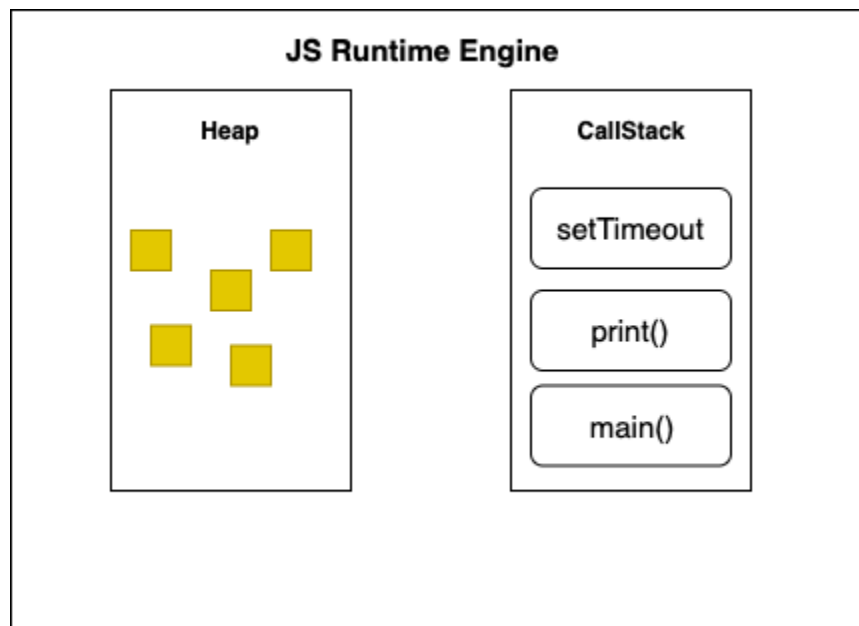 JS Runtime Engine
Heap
CallStack
setTimeout
print()
main()